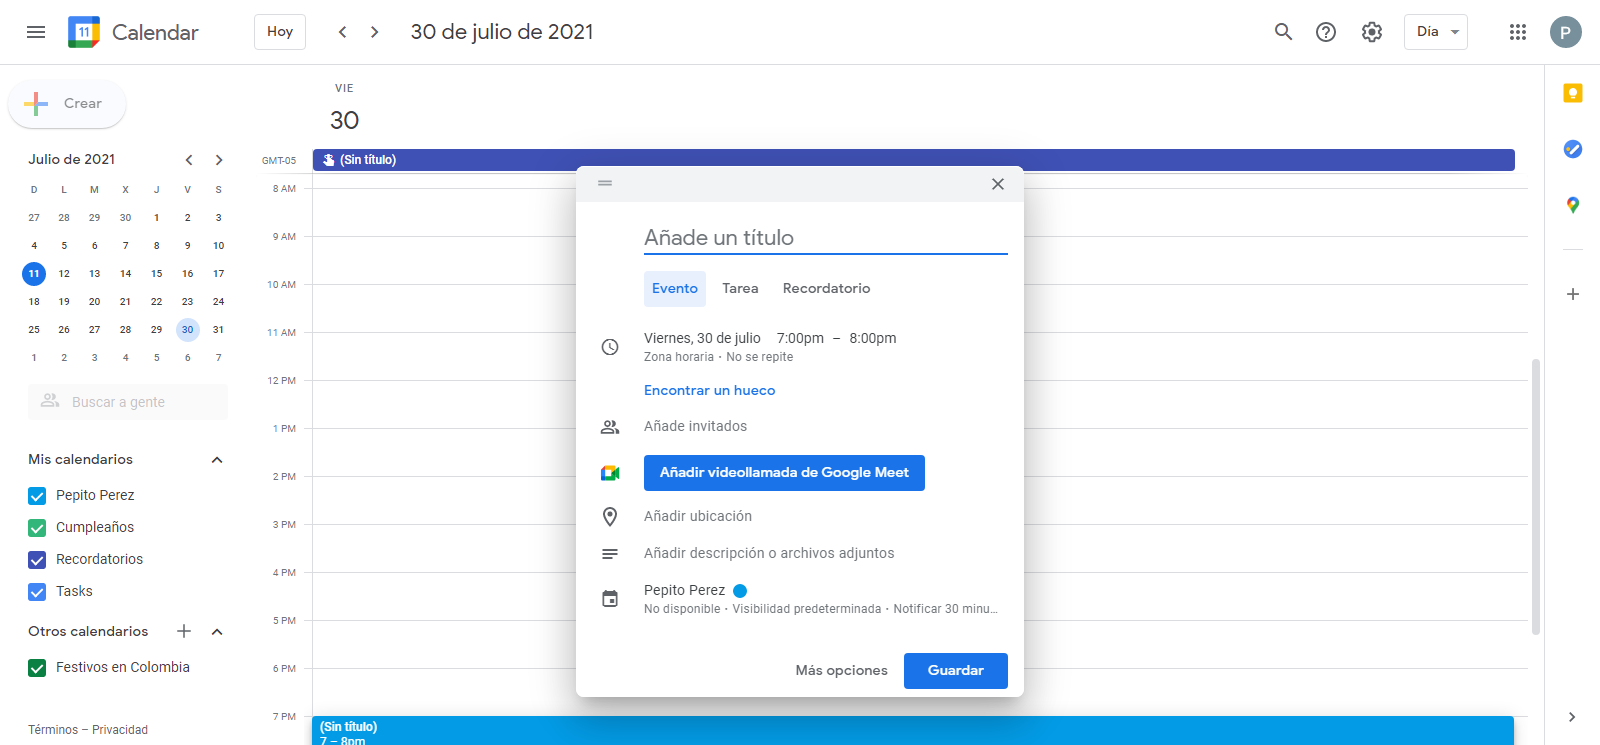 11
Calendar
Hoy
30 de julio de 2021
Día
P
Crear
Julio de 2021
D L M X J V S
27 28 29 30 1 2 3
4 5 6 7 8 9 10
11 12 13 14 15 16 17
18 19 20 21 22 23 24
25 26 27 28 29 30 31
1 2 3 4 5 6 7
Buscar a gente
Mis calendarios
Pepito Perez
Cumpleaños
Recordatorios
Tasks
Otros calendarios
Festivos en Colombia
Términos – Privacidad
VIE
30
GMT-05
(Sin título)
8 AM
9 AM
10 AM
11 AM
12 PM
1 PM
2 PM
3 PM
4 PM
5 PM
6 PM
7 PM
(Sin título)
7 – 8pm
Añade un título
Evento Tarea Recordatorio
Viernes, 30 de julio 7:00pm – 8:00pm
Zona horaria · No se repite
Encontrar un hueco
Añade invitados
Añadir videollamada de Google Meet
Añadir ubicación
Añadir descripción o archivos adjuntos
Pepito Perez
No disponible · Visibilidad predeterminada · Notificar 30 minu...
Más opciones
Guardar